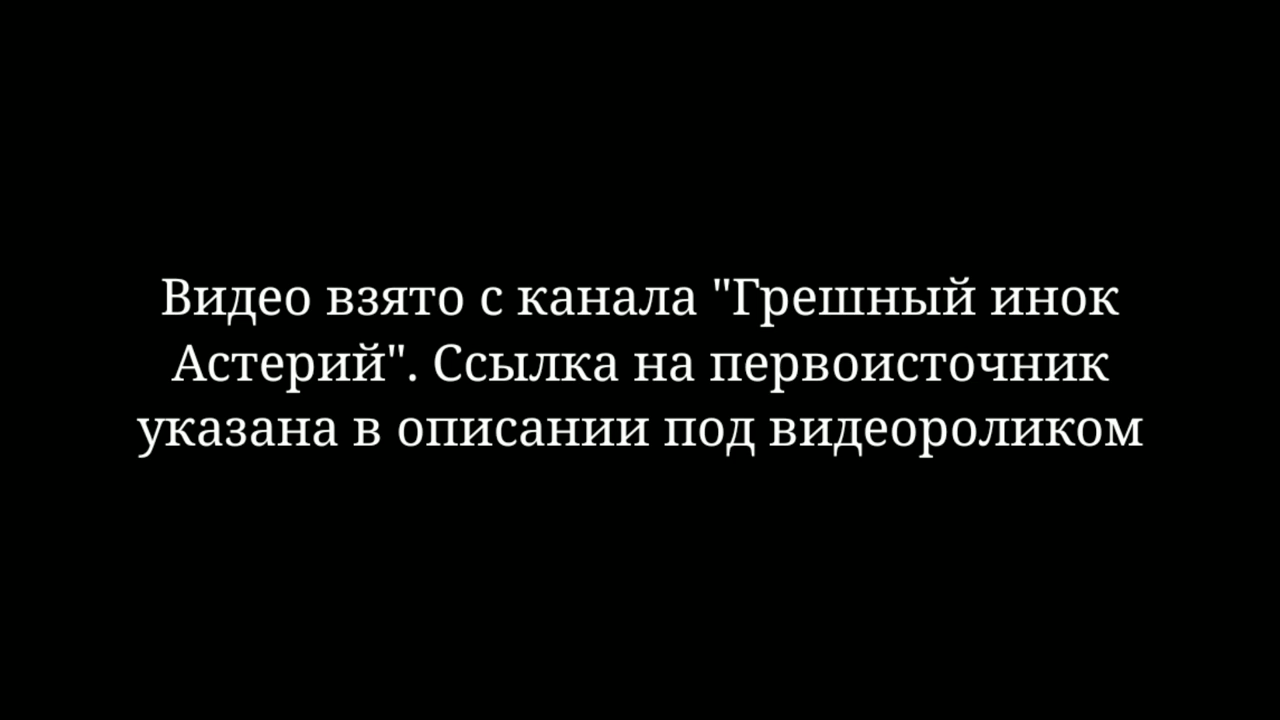 Видео взято с канала "Грешный инок
Астерий". Ссылка на первоисточник
указана в описании под видеороликом